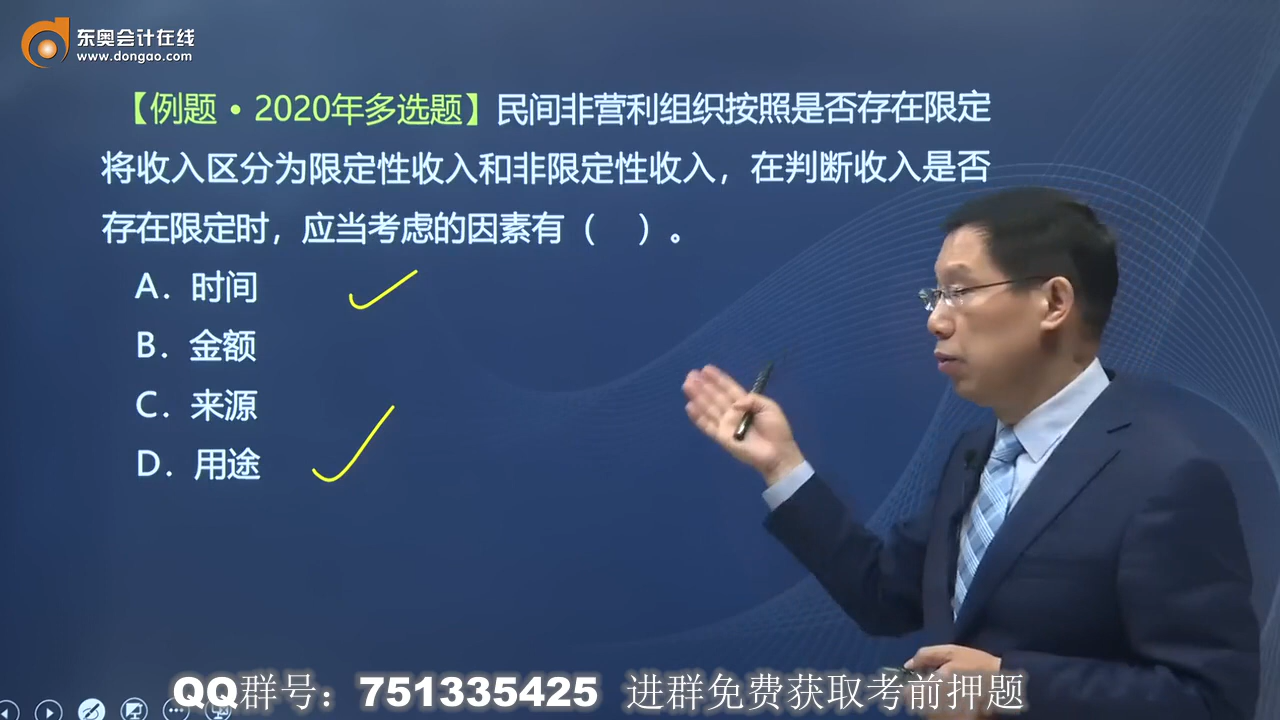 东奥会计在线
www.dongao.com
【例题·2020年多选题】民间非营利组织按照是否存在限定
将收入区分为限定性收入和非限定性收入，在判断收入是否
存在限定时，应当考虑的因素有（ ）。
A．时间
B．金额
C．来源
D．用途
QQ群号：751335425 进群免费获取考前押题